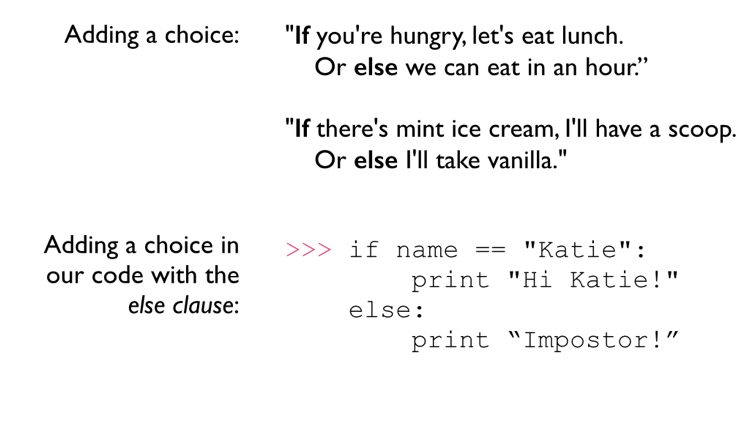 Adding a choice:
"If you're hungry, let's eat lunch.
Or else we can eat in an hour.”
"If there's mint ice cream, I'll have a scoop.
Or else I'll take vanilla."
Adding a choice in
our code with the
else clause:
>>> if name == "Katie":
print "Hi Katie!"
else:
print “Impostor!”